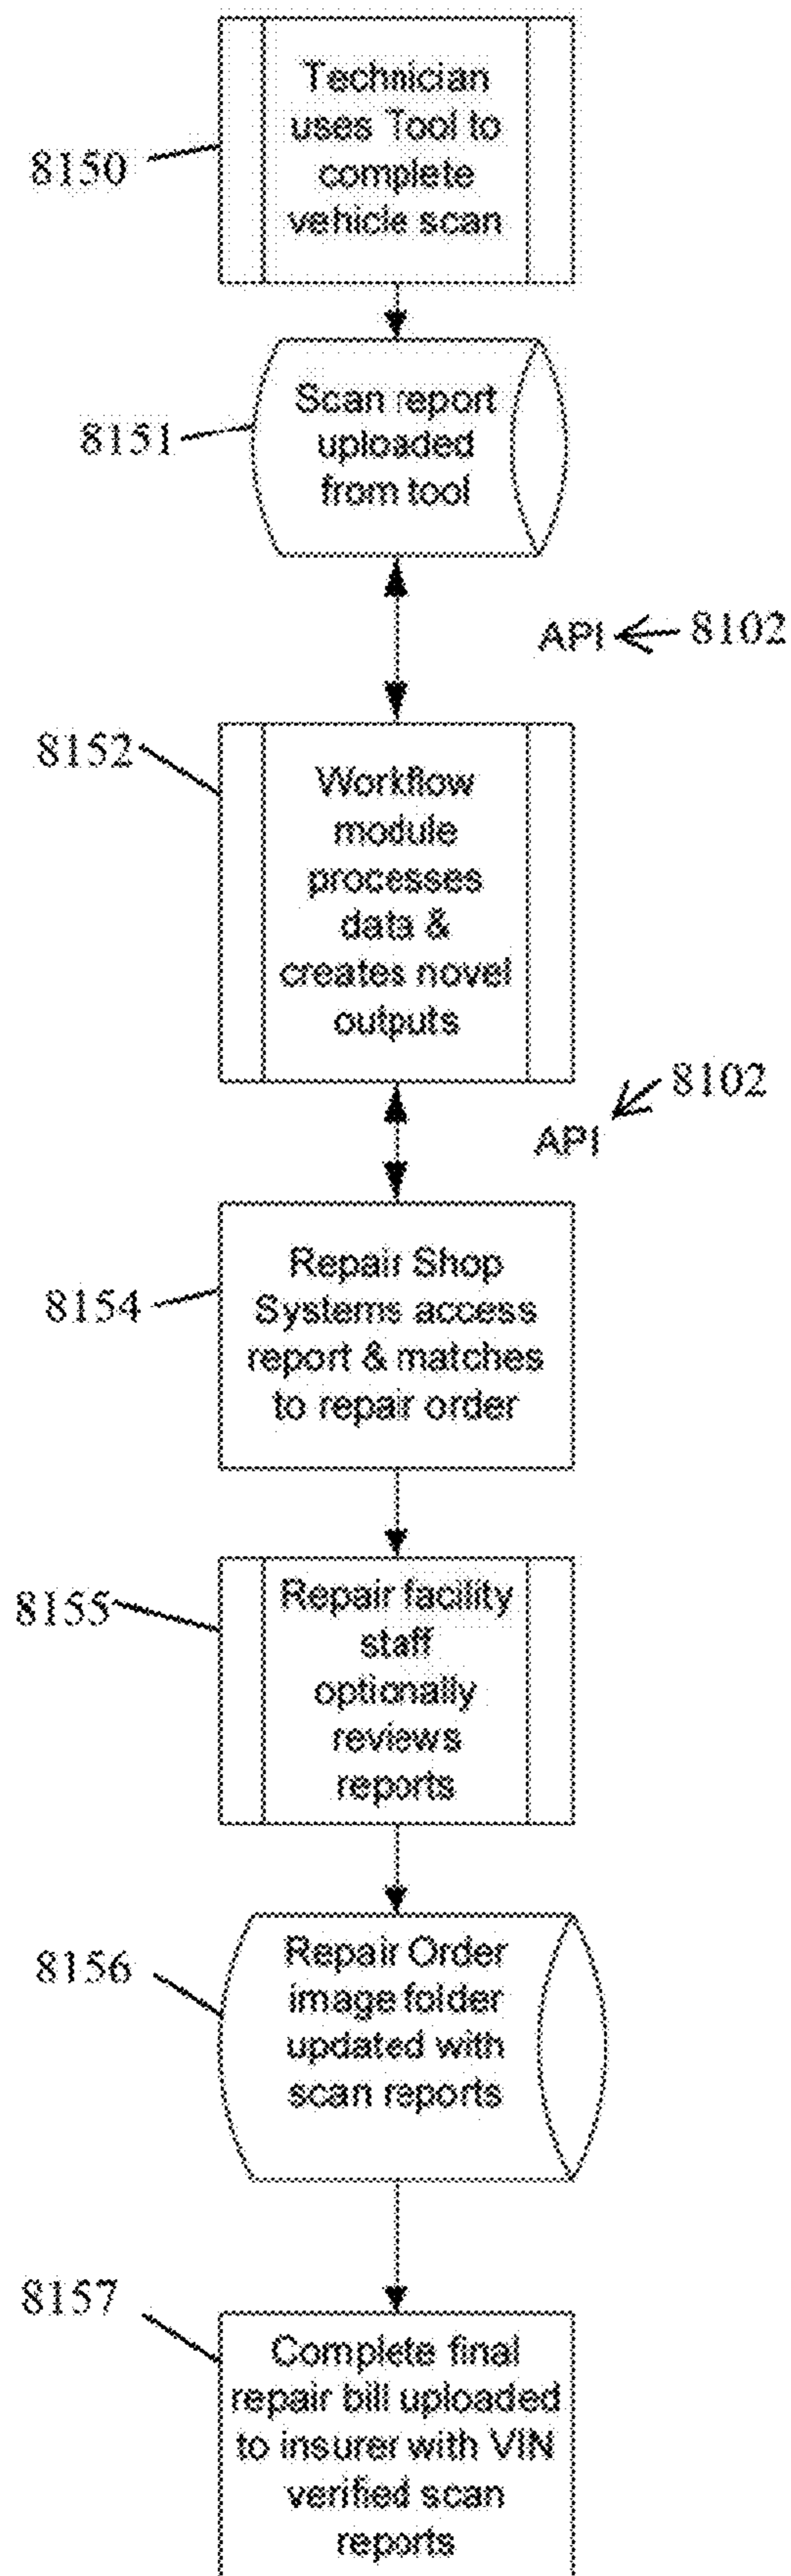 Technician
uses Tool to
complete
vehicle scan
8150
Scan report
uploaded
from tool
8151
API
8102
8152
Workflow
module
processes
data &
creates novel
outputs
8102
API
8154
Repair Shop
Systems access
report & matches
to repair order
8155
Repair facility
staff
optionally
reviews
reports
8156
Repair Order
image folder
updated with
scan reports
8157
Complete final
repair bill uploaded
to insurer with VIN
verified scan
reports